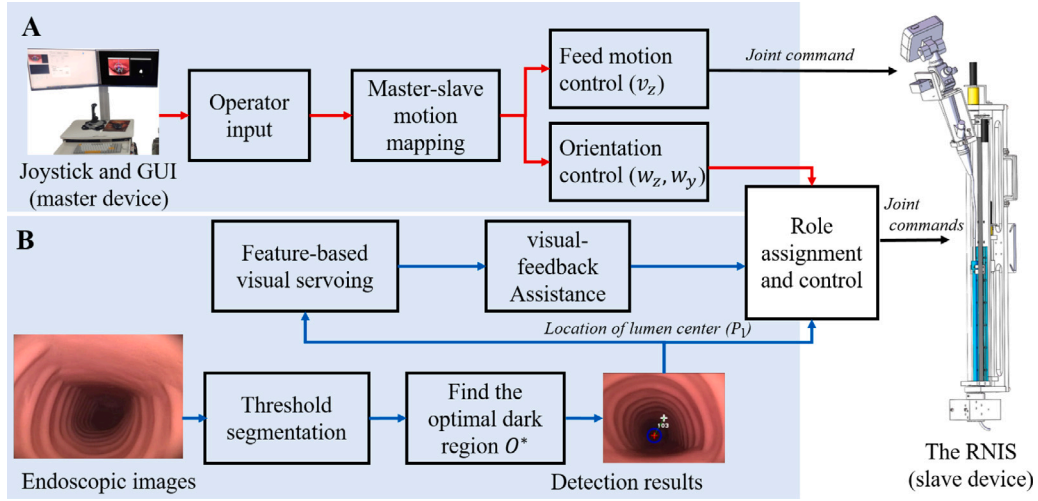 A
Joystick and GUI
(master device)
Operator
input
Master-slave
motion
mapping
Feed motion
control (v_z)
Orientation
control (w_z, w_y)
Joint command
B
Feature-based
visual servoing
visual-
feedback
Assistance
Role
assignment
and control
Joint
commands
Location of lumen center (P_l)
Endoscopic images
Threshold
segmentation
Find the
optimal dark
region O*
103
Detection results
The RNIS
(slave device)